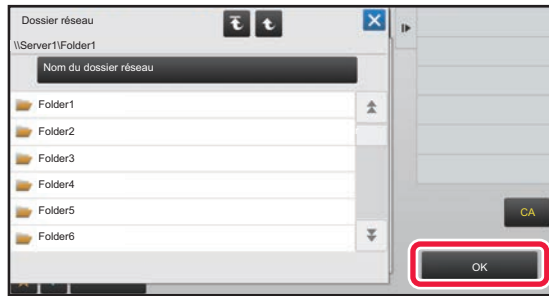 Dossier réseau
\\Server1\Folder1
Nom du dossier réseau
Folder1
Folder2
Folder3
Folder4
Folder5
Folder6
CA
OK